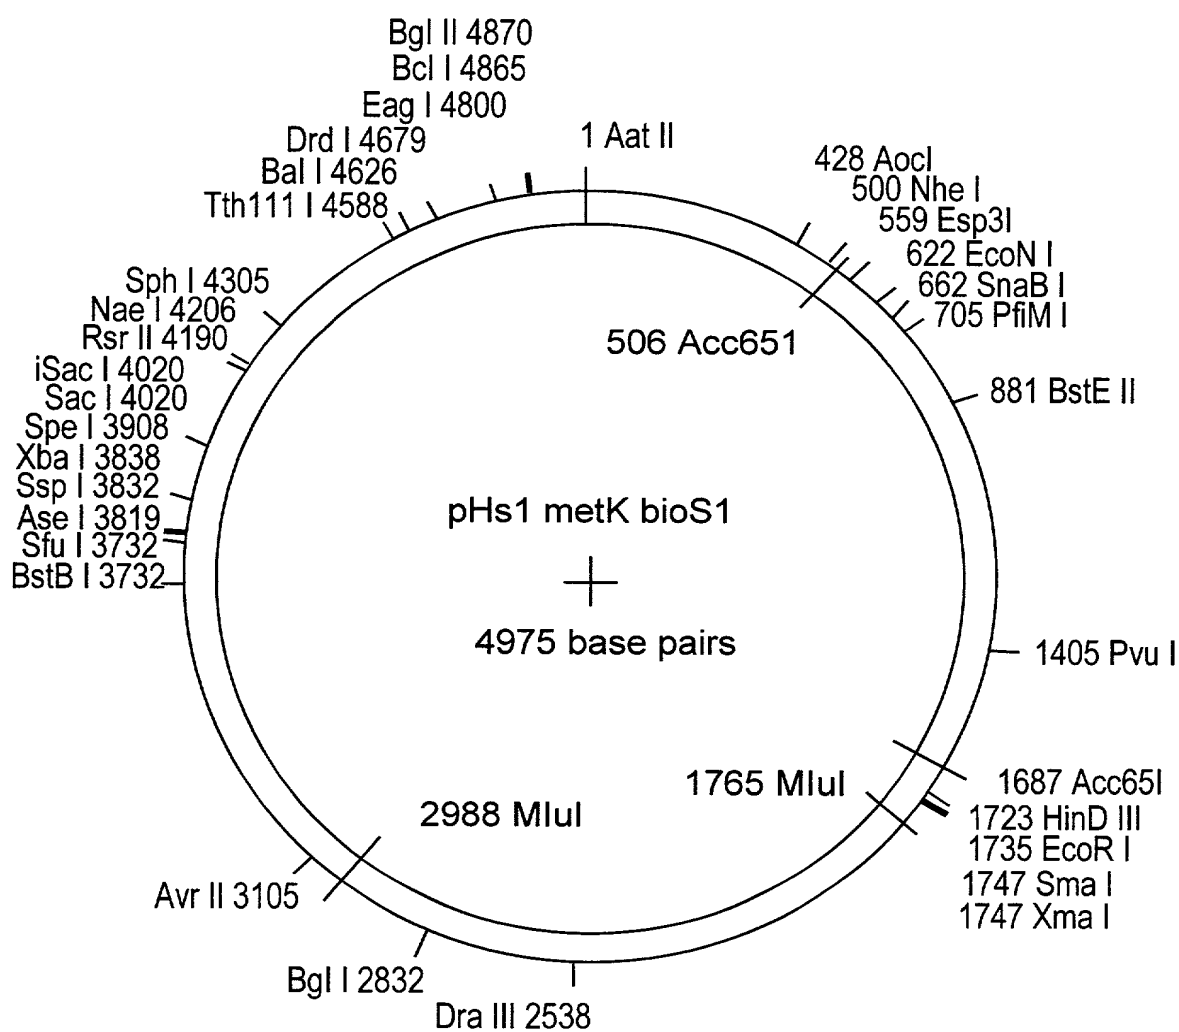 Bgl II 4870
Bcl I 4865
Eag I 4800
Drd I 4679
Bal I 4626
Tth111 I 4588
1 Aat II
428 AocI
500 Nhe I
559 Esp3I
622 EcoN I
662 SnaB I
705 PfiM I
506 Acc651
881 BstE II
Sph I 4305
Nae I 4206
Rsr II 4190
iSac I 4020
Sac I 4020
Spe I 3908
Xba I 3838
Ssp I 3832
Ase I 3819
Sfu I 3732
BstB I 3732
pHs1 metK bioS1
4975 base pairs
1405 Pvu I
1687 Acc65I
1765 MluI
1723 HinD III
1735 EcoR I
1747 Sma I
1747 Xma I
2988 MluI
Avr II 3105
Bgl I 2832
Dra III 2538